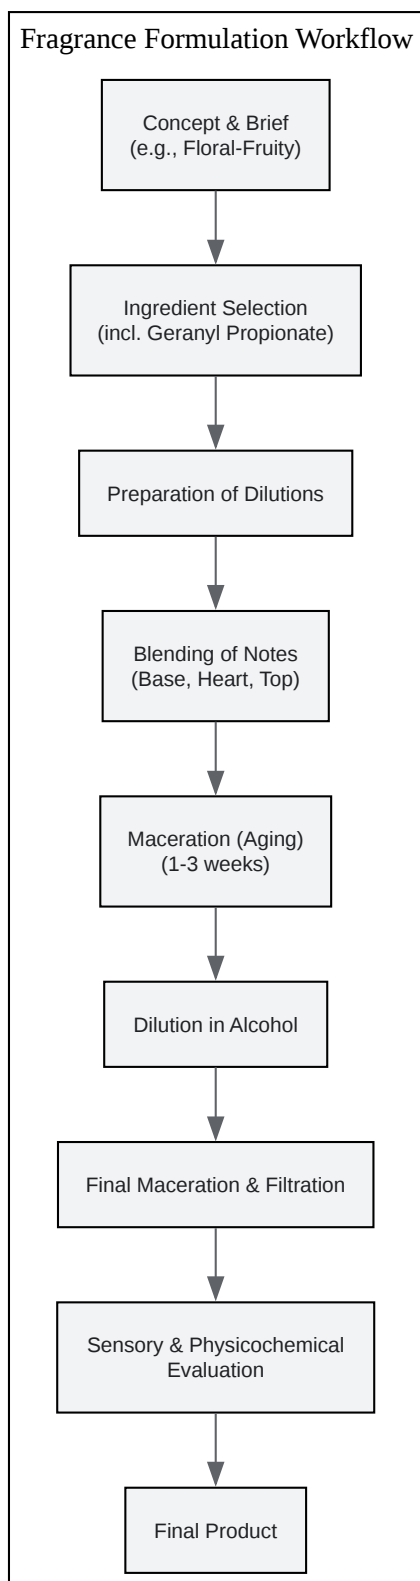 Fragrance Formulation Workflow
Concept & Brief
(e.g., Floral-Fruity)
Ingredient Selection
(incl. Geranyl Propionate)
Preparation of Dilutions
Blending of Notes
(Base, Heart, Top)
Maceration (Aging)
(1-3 weeks)
Dilution in Alcohol
Final Maceration & Filtration
Sensory & Physicochemical
Evaluation
Final Product